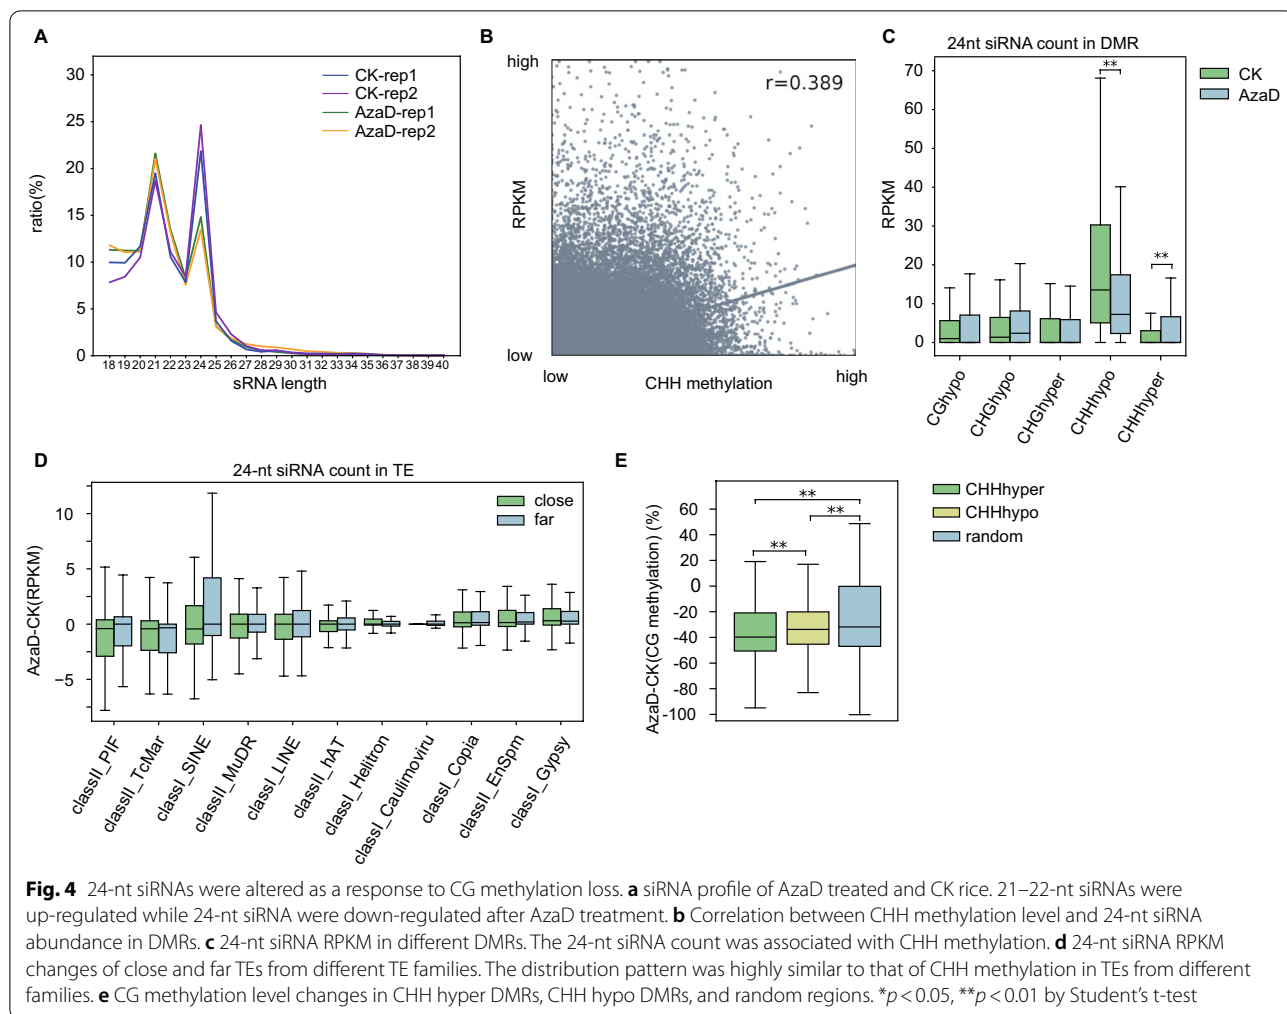 A
30
25
20
15
10
5
0
ratio(%)
CK-rep1
CK-rep2
AzaD-rep1
AzaD-rep2
18 19 20 21 22 23 24 25 26 27 28 29 30 31 32 33 34 35 36 37 38 39 40
sRNA length
B
high
RPKM
low
r=0.389
low CHH methylation high
C
24nt siRNA count in DMR
70
60
50
40
30
20
10
0
RPKM
**
**
CK
AzaD
CGhypo
CHGhypo
CHGhyper
CHHhypo
CHHhyper
D
24-nt siRNA count in TE
10
5
0
−5
AzaD-CK(RPKM)
close
far
classII_PIF
classII_TcMar
classI_SINE
classII_MuDR
classI_LINE
classII_hAT
classI_Helitron
classI_Caulimoviru
classI_Copia
classII_EnSpm
classI_Gypsy
E
60
40
20
0
-20
-40
-60
-80
-100
AzaD-CK(CG methylation) (%)
**
**
**
CHHhyper
CHHhypo
random
Fig. 4 24-nt siRNAs were altered as a response to CG methylation loss. a siRNA profile of AzaD treated and CK rice. 21–22-nt siRNAs were
up-regulated while 24-nt siRNA were down-regulated after AzaD treatment. b Correlation between CHH methylation level and 24-nt siRNA
abundance in DMRs. c 24-nt siRNA RPKM in different DMRs. The 24-nt siRNA count was associated with CHH methylation. d 24-nt siRNA RPKM
changes of close and far TEs from different TE families. The distribution pattern was highly similar to that of CHH methylation in TEs from different
families. e CG methylation level changes in CHH hyper DMRs, CHH hypo DMRs, and random regions. *p < 0.05, **p < 0.01 by Student's t-test